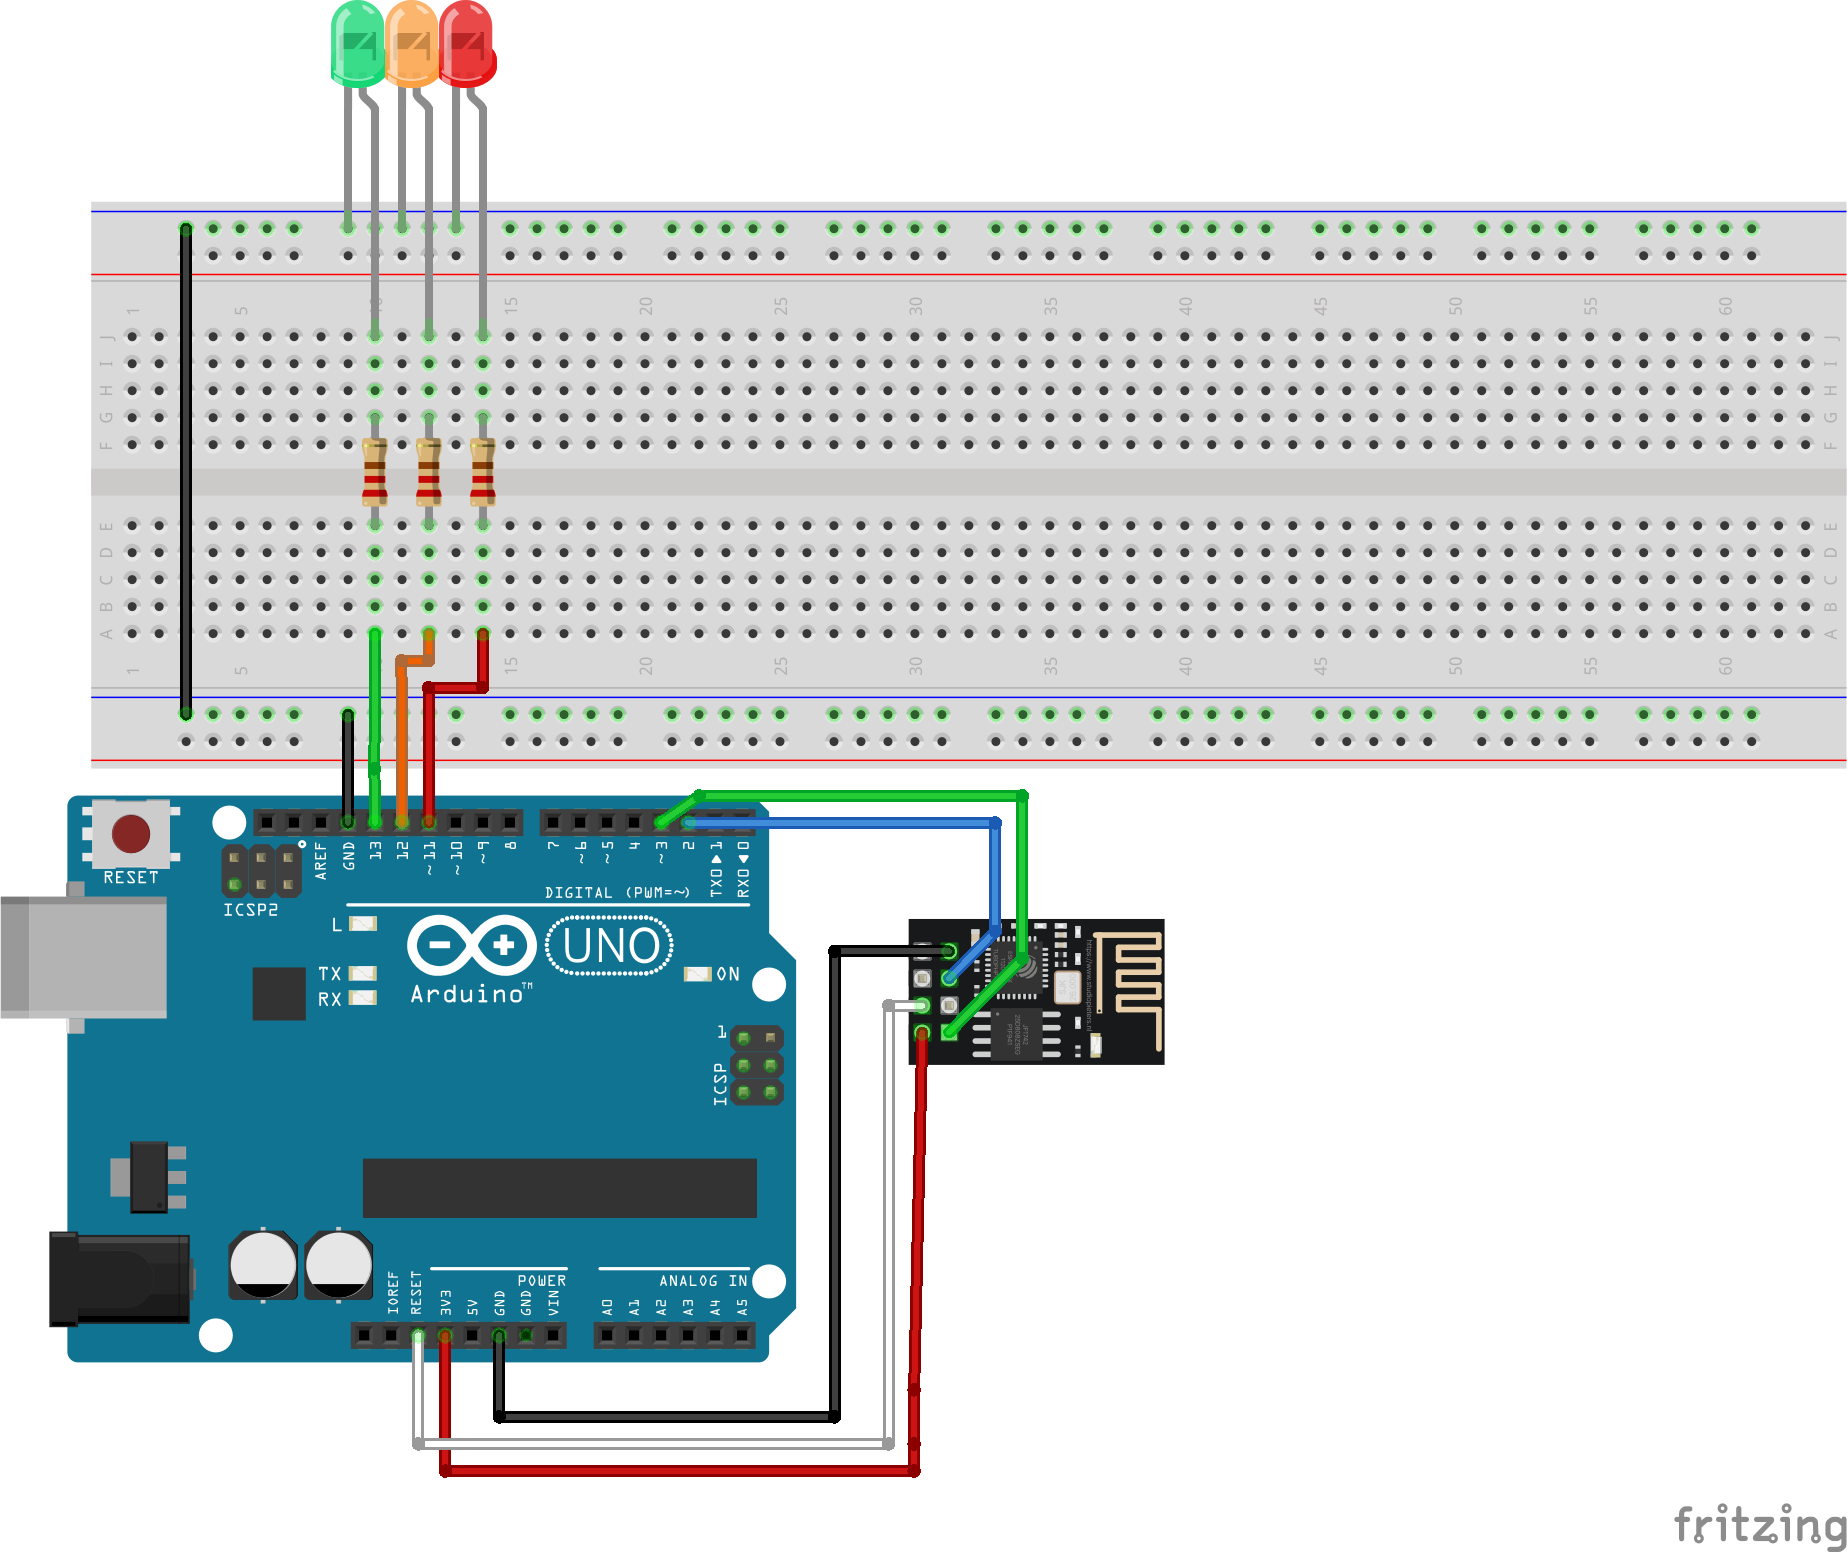 1 5 10 15 20 25 30 35 40 45 50 55 60
J J
I I
H H
G G
F F
E E
D D
C C
B B
A A
1 5 15 20 25 30 35 40 45 50 55 60
RESET
ICSP2
AREF
GND
13
12
~11
~10
~9
8
7
~6
~5
4
~3
2
TX0▶1
RX0◀0
DIGITAL (PWM=~)
L
TX
RX
Arduino™
UNO
ON
1
ICSP
IOREF
RESET
3V3
5V
GND
GND
VIN
POWER
ANALOG IN
A0
A1
A2
A3
A4
A5
fritzing